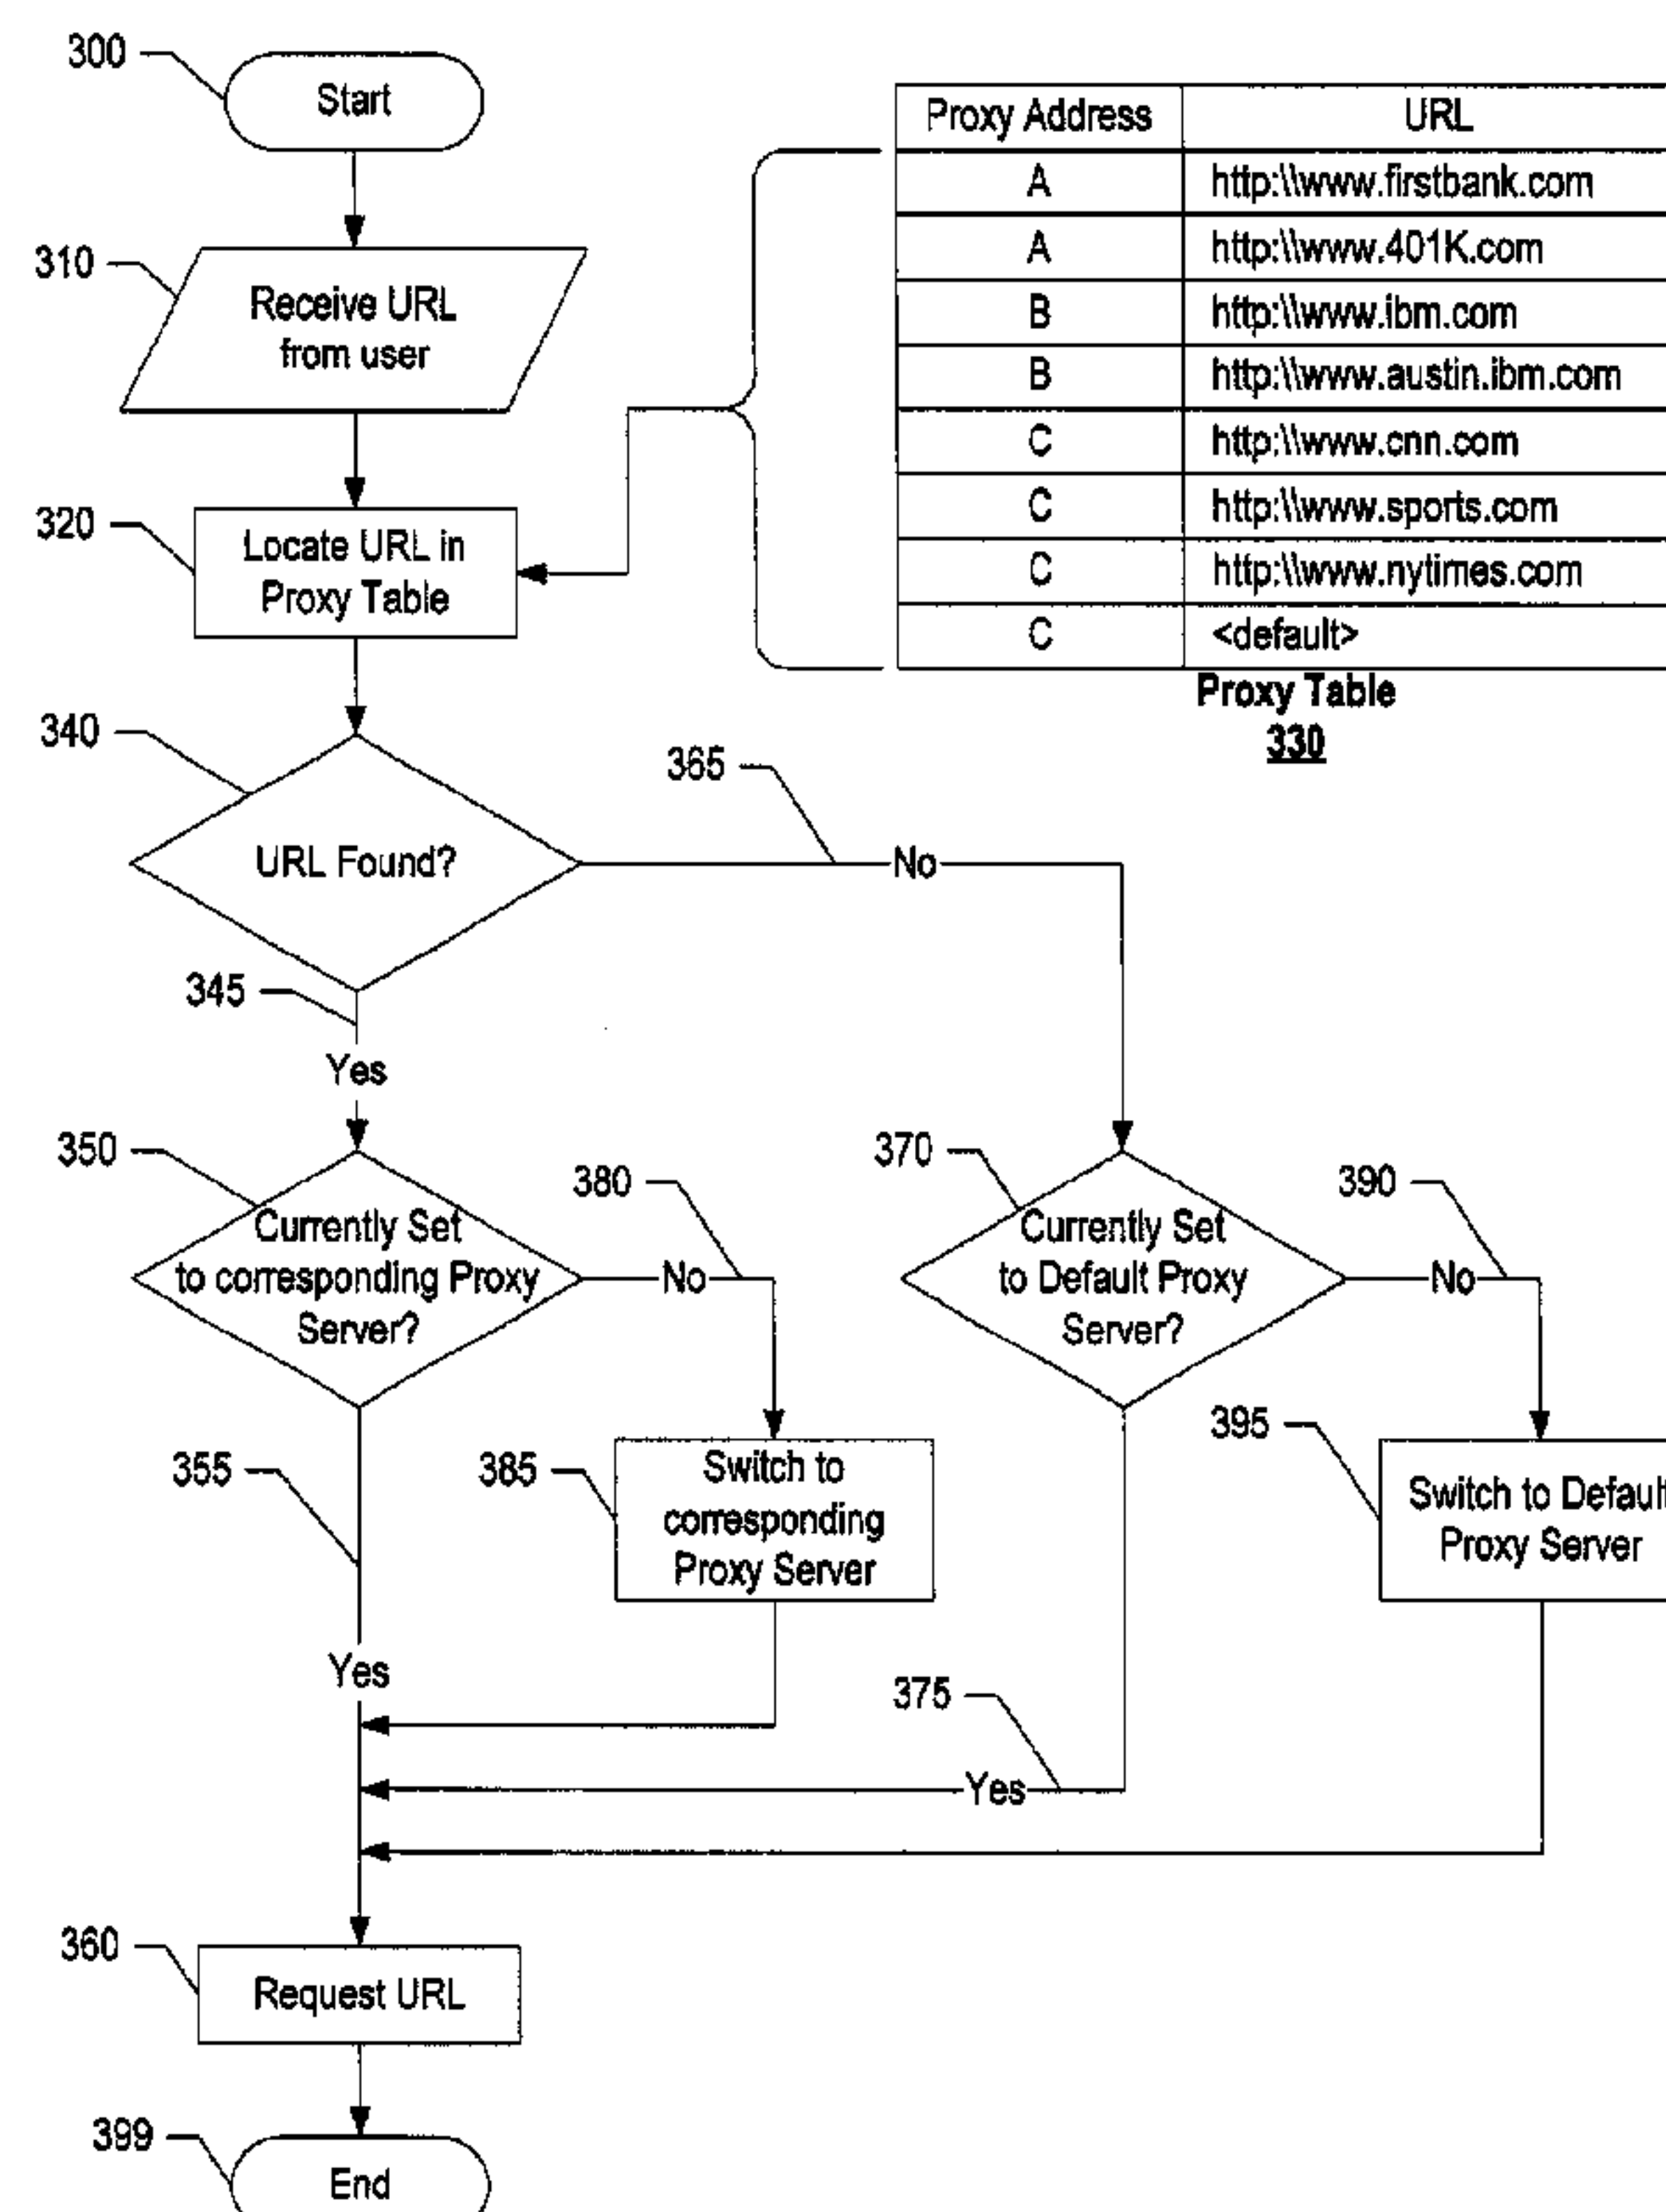 300
Start
310
Receive URL
from user
320
Locate URL in
Proxy Table
Proxy Address URL
A http:\\www.firstbank.com
A http:\\www.401K.com
B http:\\www.ibm.com
B http:\\www.austin.ibm.com
C http:\\www.cnn.com
C http:\\www.sports.com
C http:\\www.nytimes.com
C <default>
Proxy Table
330
340
URL Found?
365
No
345
Yes
350
Currently Set
to corresponding Proxy
Server?
380
No
370
Currently Set
to Default Proxy
Server?
390
No
355
Yes
385
Switch to
corresponding
Proxy Server
395
Switch to Default
Proxy Server
375
Yes
360
Request URL
399
End